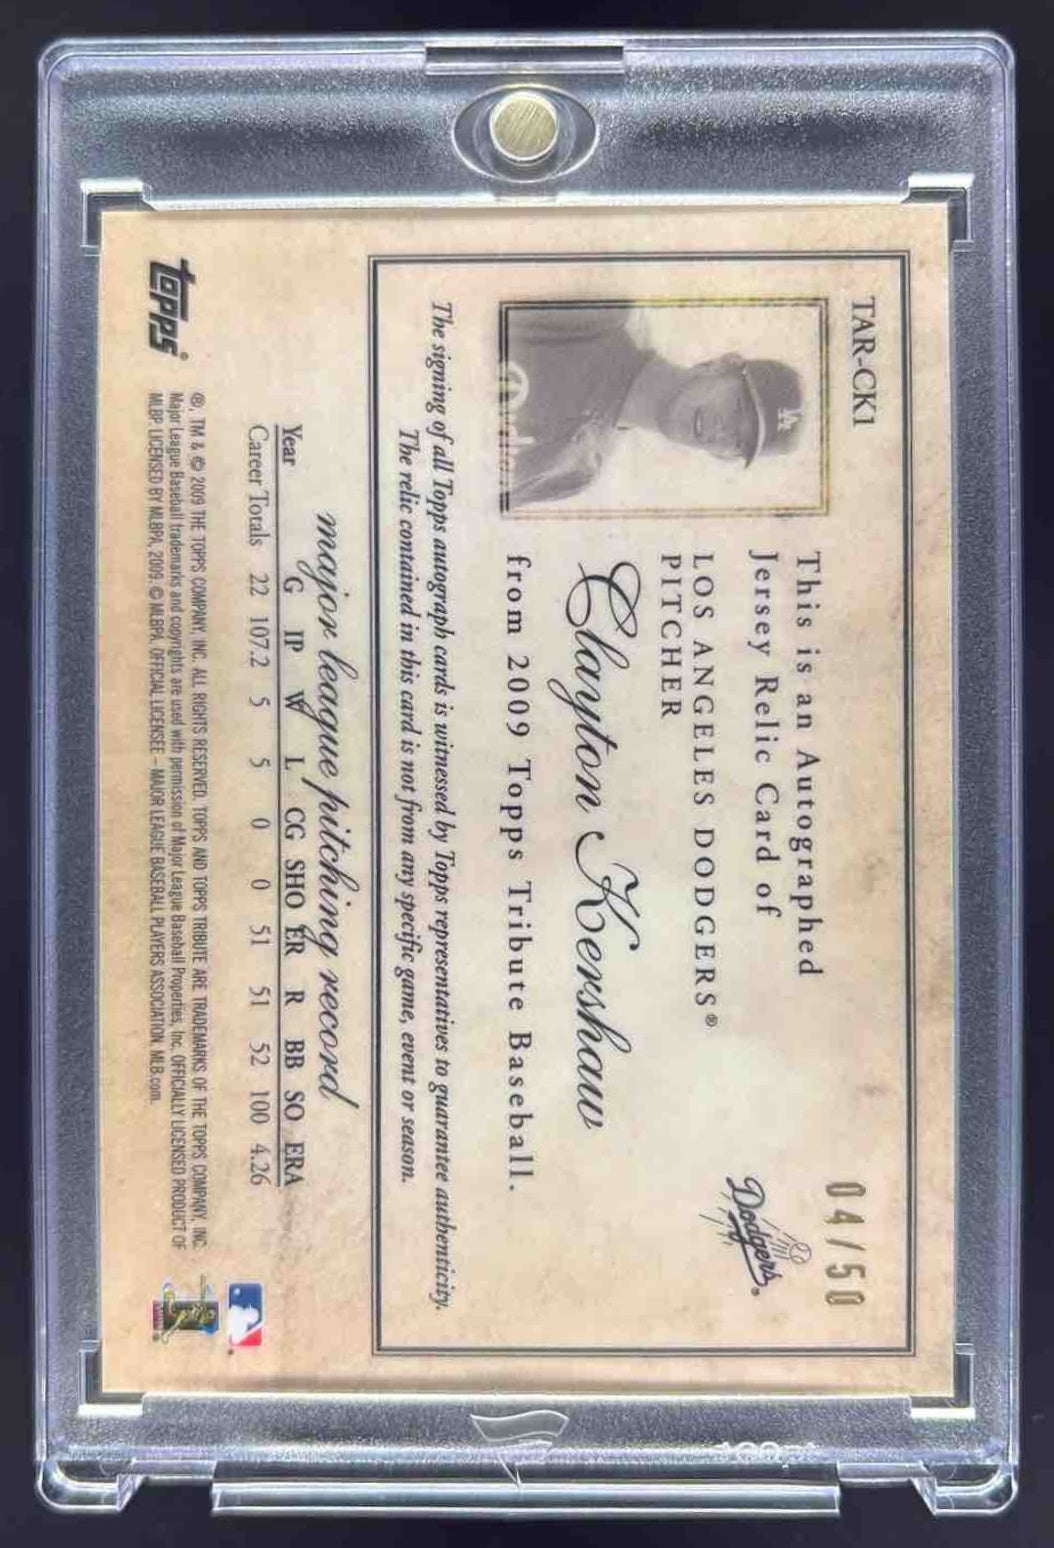 TAR-CK1
04/50
This is an Autographed
Jersey Relic Card of
LOS ANGELES DODGERS®
PITCHER
Clayton Kershaw
from 2009 Topps Tribute Baseball.
Dodgers®
LA
The signing of all Topps autograph cards is witnessed by Topps representatives to guarantee authenticity.
The relic contained in this card is not from any specific game, event or season.
major league pitching record
Year G IP W L CG SHO ER R BB SO ERA
Career Totals 22 107.2 5 5 0 0 51 51 52 100 4.26
topps®
®, TM & © 2009 THE TOPPS COMPANY, INC. ALL RIGHTS RESERVED. TOPPS AND TOPPS TRIBUTE ARE TRADEMARKS OF THE TOPPS COMPANY, INC.
Major League Baseball trademarks and copyrights are used with permission of Major League Baseball Properties, Inc. OFFICIALLY LICENSED PRODUCT OF
MLBP. LICENSED BY MLBPA, 2009. © MLBPA. OFFICIAL LICENSEE – MAJOR LEAGUE BASEBALL PLAYERS ASSOCIATION. MLB.com.